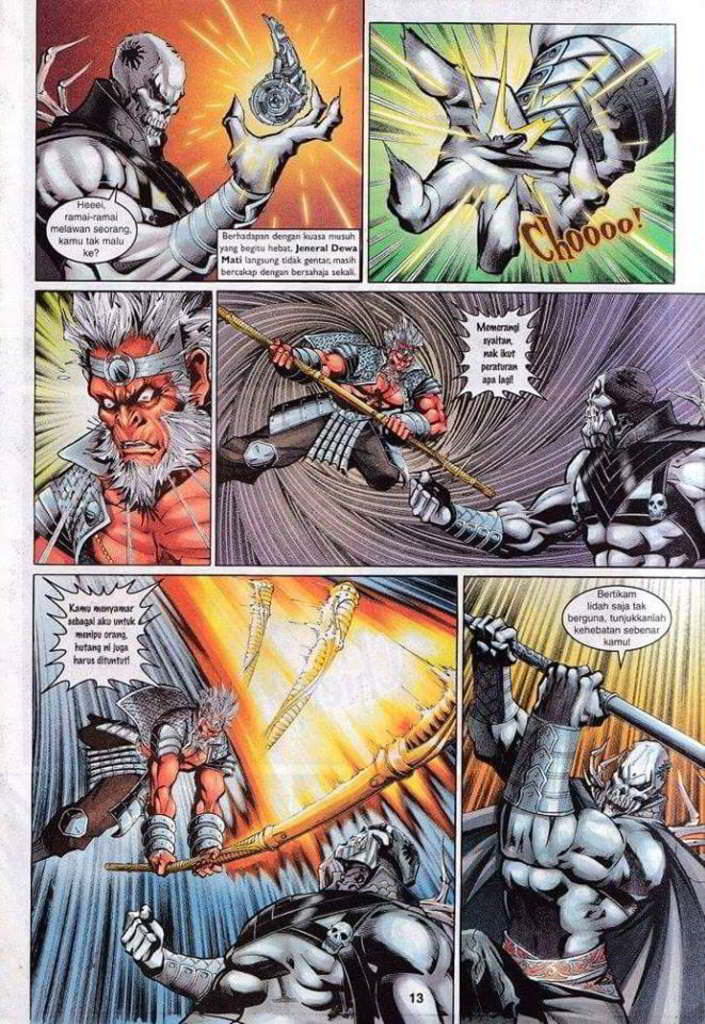 Heeei,
ramai-ramai
melawan seorang,
kamu tak malu
ke?
Berhadapan dengan kuasa musuh
yang begitu hebat, Jeneral Dewa
Mati langsung tidak gentar, masih
bercakap dengan bersahaja sekali.
Choooo!
Memerangi
syaitan,
nak ikut
peraturan
apa lagi!
Kamu menyamar
sebagai aku untuk
menipu orang,
hutang ni juga
harus dituntut!
Bertikam
lidah saja tak
berguna, tunjukkanlah
kehebatan sebenar
kamu!
13